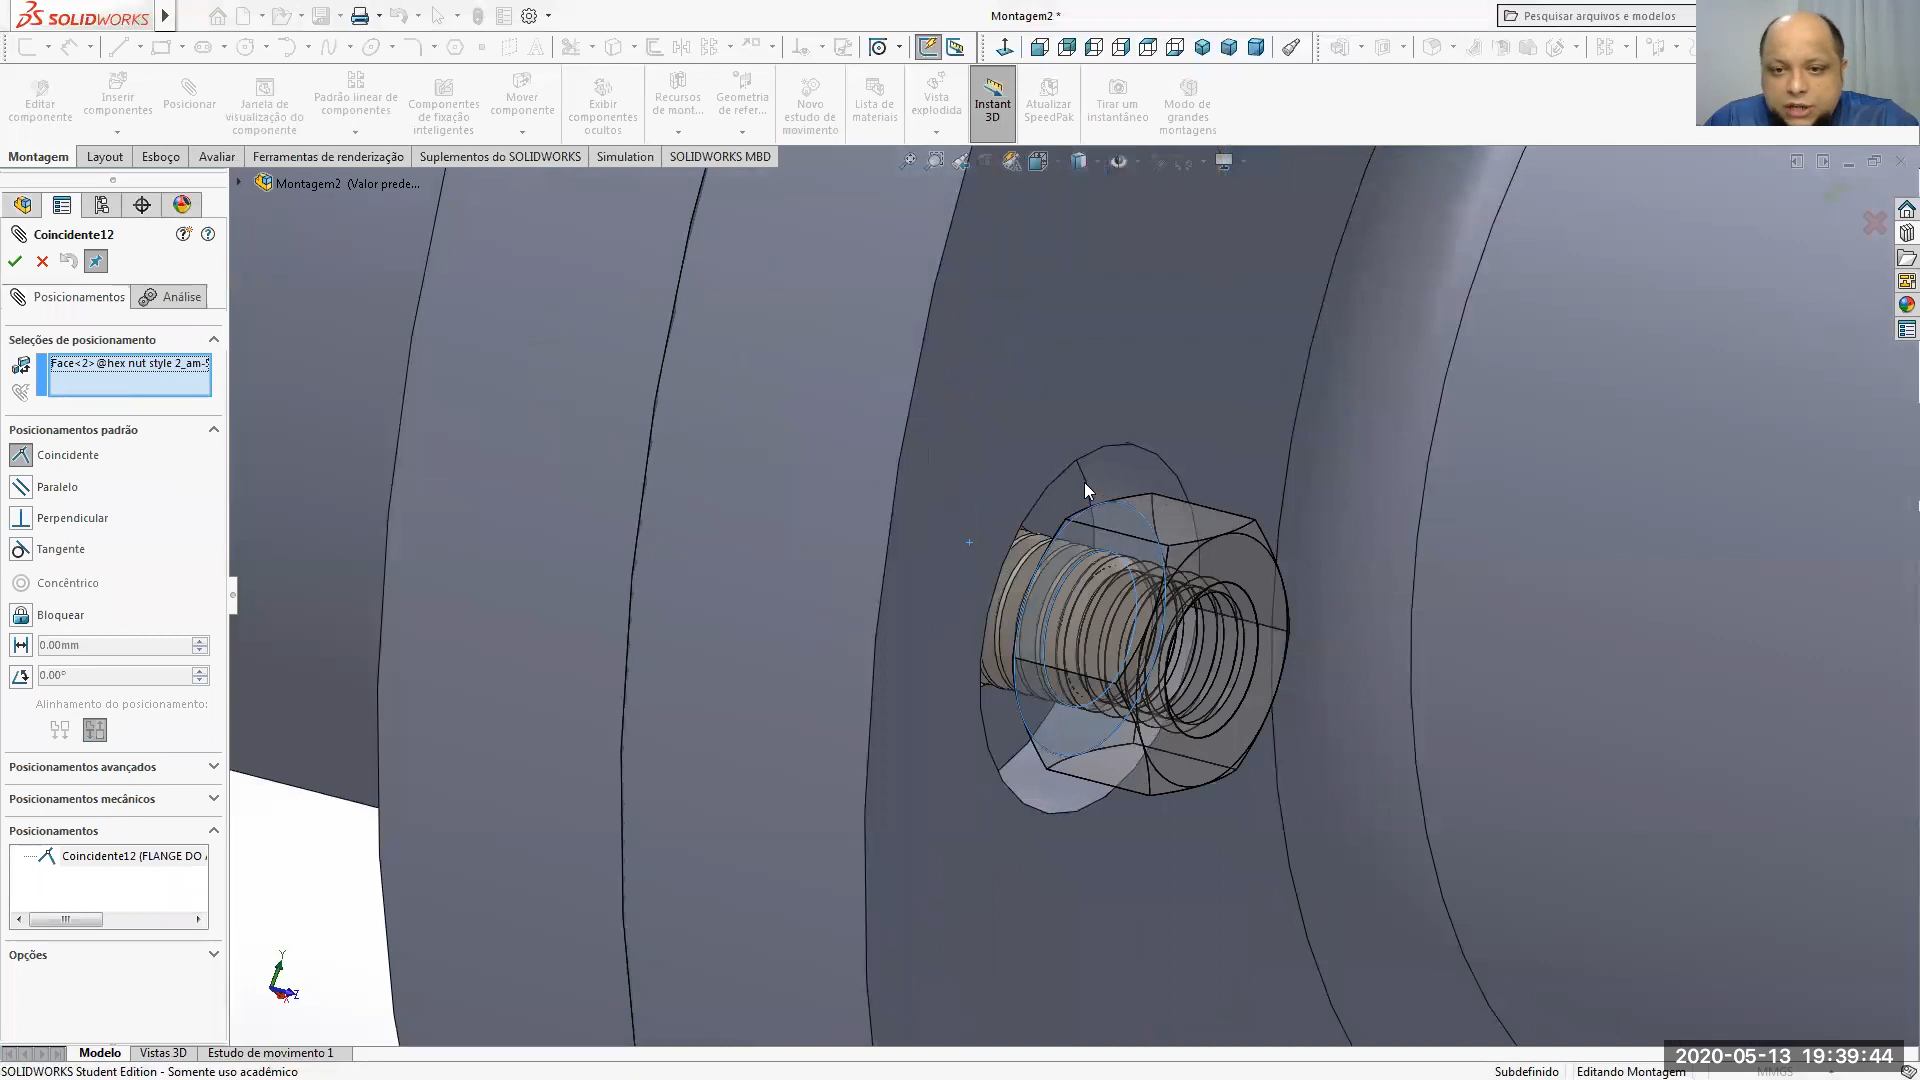 SOLIDWORKS
Montagem2 *
Pesquisar arquivos e modelos
Editar componente
Inserir componentes
Posicionar
Janela de visualização do componente
Padrão linear de componentes
Componentes de fixação inteligentes
Mover componente
Exibir componentes ocultos
Recursos de mont...
Geometria de refer...
Novo estudo de movimento
Lista de materiais
Vista explodida
Instant 3D
Atualizar SpeedPak
Tirar um instantâneo
Modo de grandes montagens
Montagem
Layout
Esboço
Avaliar
Ferramentas de renderização
Suplementos do SOLIDWORKS
Simulation
SOLIDWORKS MBD
Montagem2 (Valor prede...
Coincidente12
Posicionamentos
Análise
Seleções de posicionamento
Face<2>@hex nut style 2_am-5
Posicionamentos padrão
Coincidente
Paralelo
Perpendicular
Tangente
Concêntrico
Bloquear
0.00mm
0.00°
Alinhamento do posicionamento:
Posicionamentos avançados
Posicionamentos mecânicos
Posicionamentos
Coincidente12 (FLANGE DO
Opções
Y
Z
Modelo
Vistas 3D
Estudo de movimento 1
2020-05-13 19:39:44
SOLIDWORKS Student Edition - Somente uso acadêmico
Subdefinido
Editando Montagem
MMGS